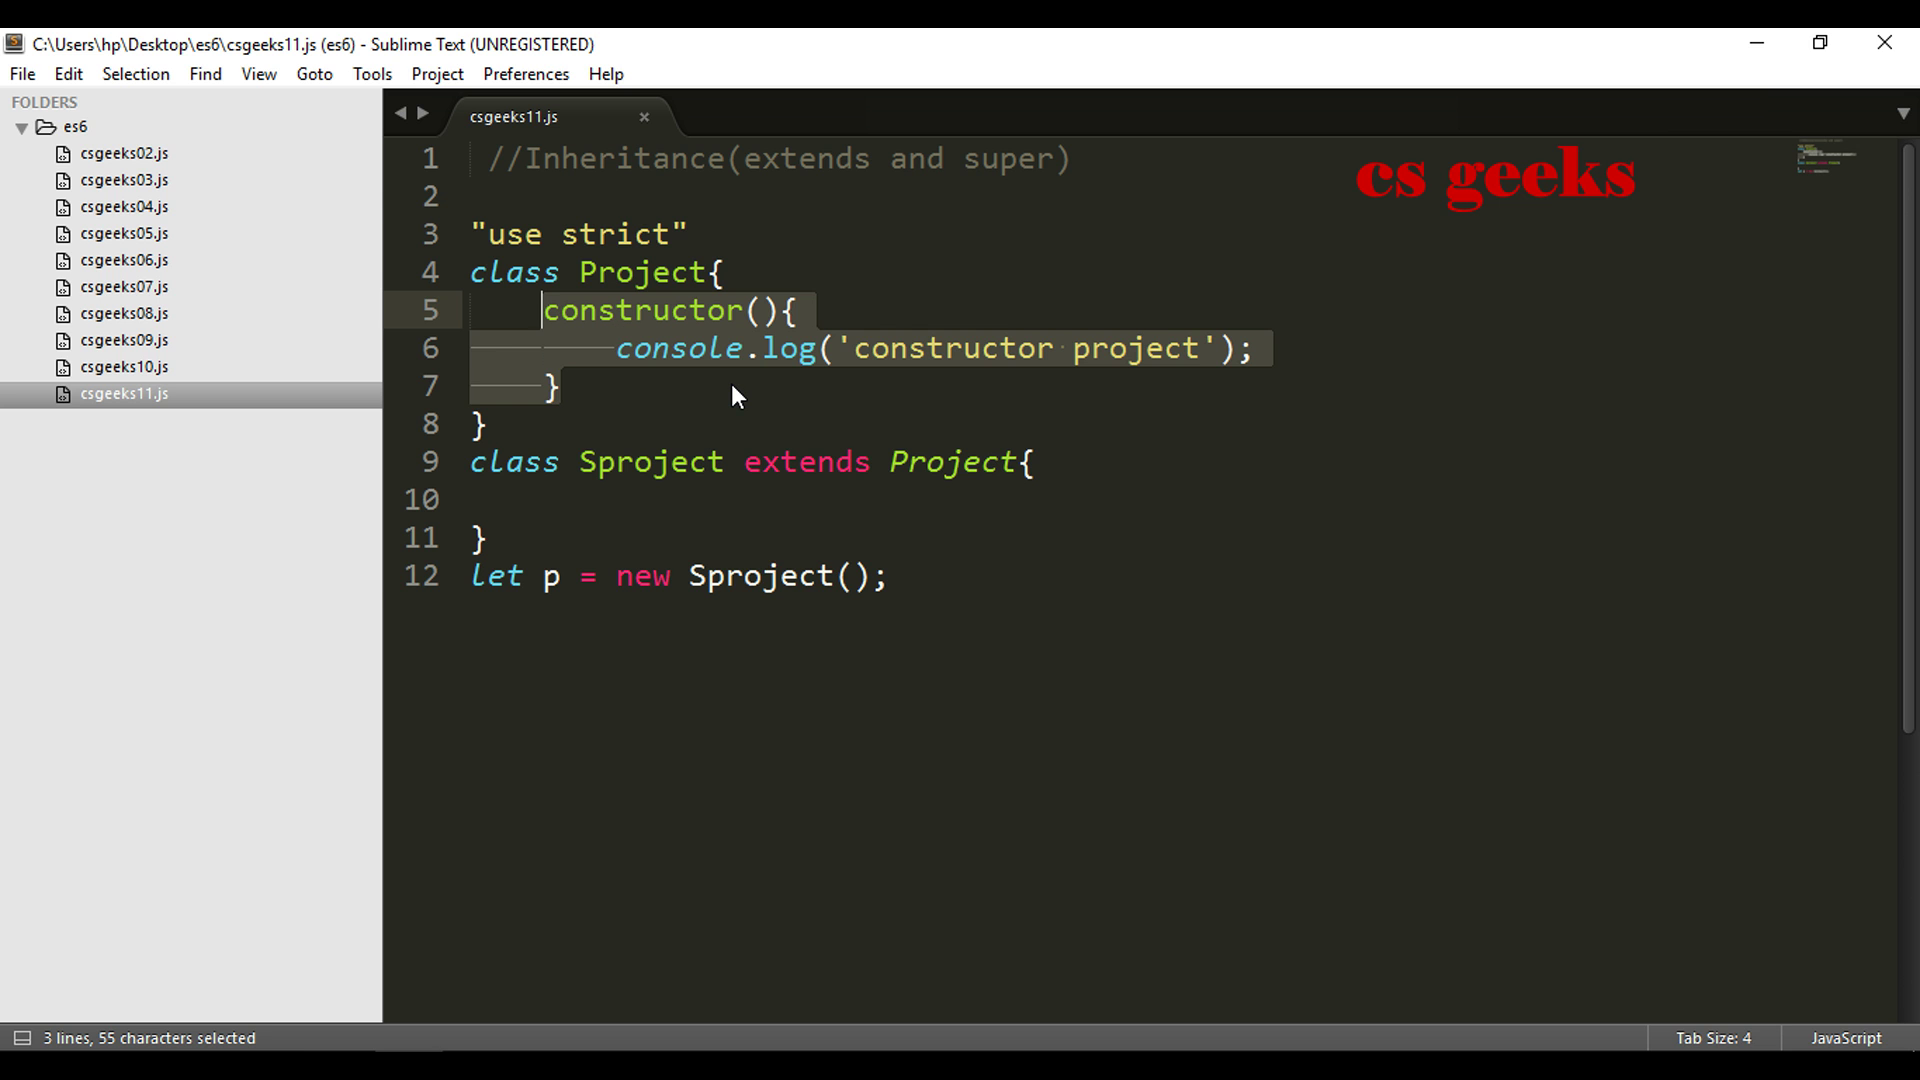 C:\Users\hp\Desktop\es6\csgeeks11.js (es6) - Sublime Text (UNREGISTERED)
File Edit Selection Find View Goto Tools Project Preferences Help
FOLDERS
es6
csgeeks02.js
csgeeks03.js
csgeeks04.js
csgeeks05.js
csgeeks06.js
csgeeks07.js
csgeeks08.js
csgeeks09.js
csgeeks10.js
csgeeks11.js
csgeeks11.js
cs geeks
1 //Inheritance(extends and super)
2
3 "use strict"
4 class Project{
5 constructor(){
6 console.log('constructor project');
7 }
8 }
9 class Sproject extends Project{
10
11 }
12 let p = new Sproject();
3 lines, 55 characters selected
Tab Size: 4
JavaScript